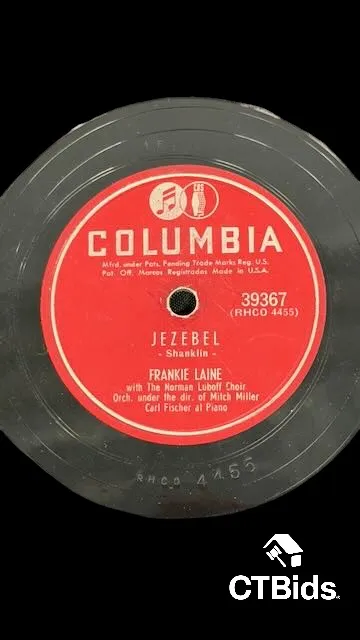 CBS
COLUMBIA
Mfrd. under Pats. Pending Trade Marks Reg. U.S.
Pat. Off. Marcas Registradas Made in U.S.A.
39367
(RHCO 4455)
JEZEBEL
- Shanklin -
FRANKIE LAINE
with The Norman Luboff Choir
Orch. under the dir. of Mitch Miller
Carl Fischer at Piano
RHCO 4455
CTBids.